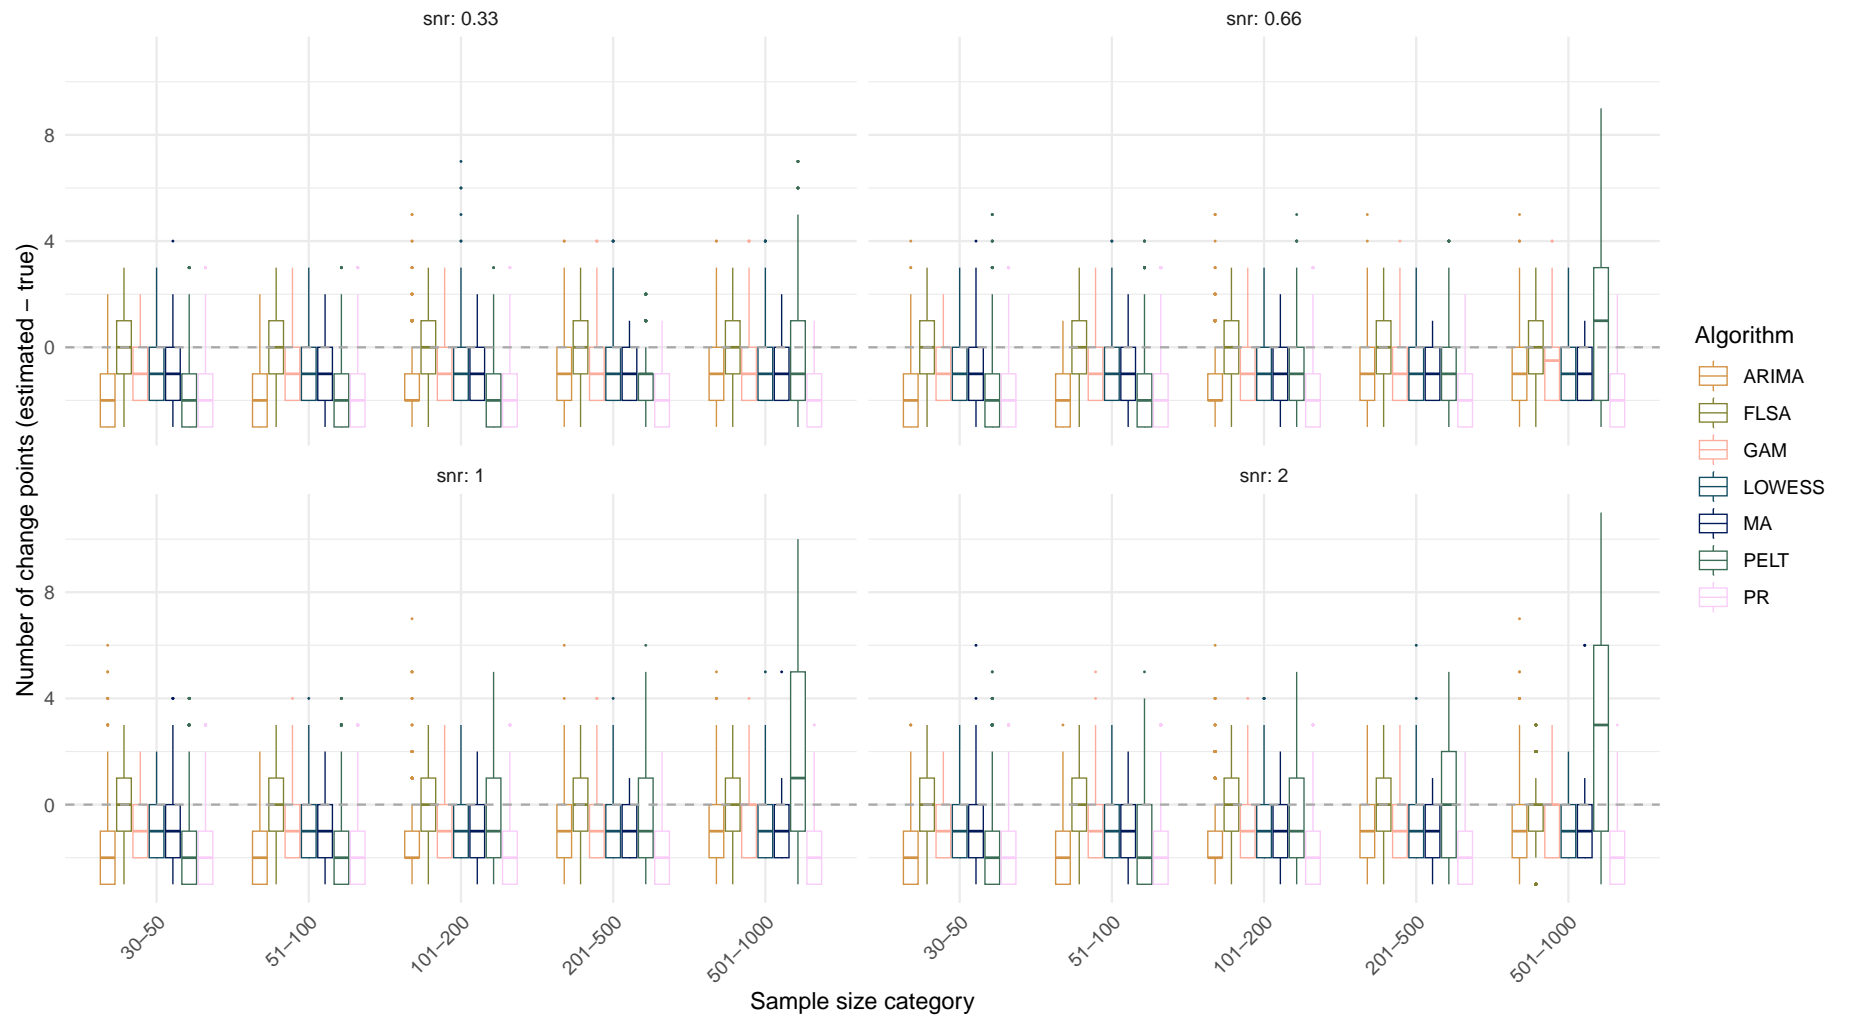 snr: 0.33
snr: 0.66
8
4
0
snr: 1
snr: 2
8
4
0
30–50
51–100
101–200
201–500
501–1000
30–50
51–100
101–200
201–500
501–1000
Sample size category
Number of change points (estimated − true)
Algorithm
ARIMA
FLSA
GAM
LOWESS
MA
PELT
PR